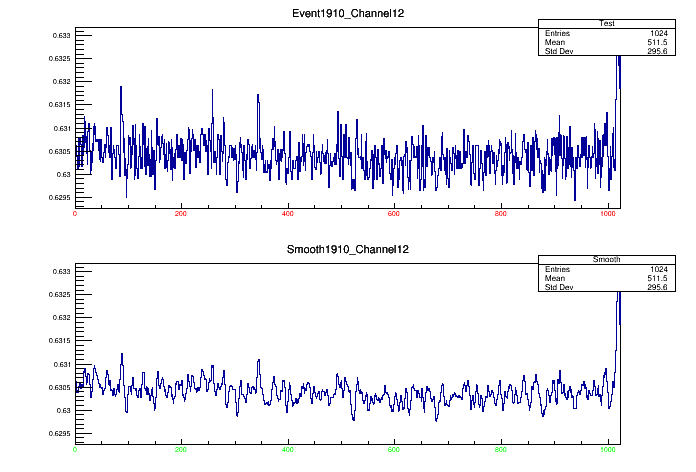 Event1910_Channel12
Test
Entries 1024
Mean 511.5
Std Dev 295.6
0.633
0.6325
0.632
0.6315
0.631
0.6305
0.63
0.6295
0 200 400 600 800 1000
Smooth1910_Channel12
Smooth
Entries 1024
Mean 511.5
Std Dev 295.6
0.633
0.6325
0.632
0.6315
0.631
0.6305
0.63
0.6295
0 200 400 600 800 1000